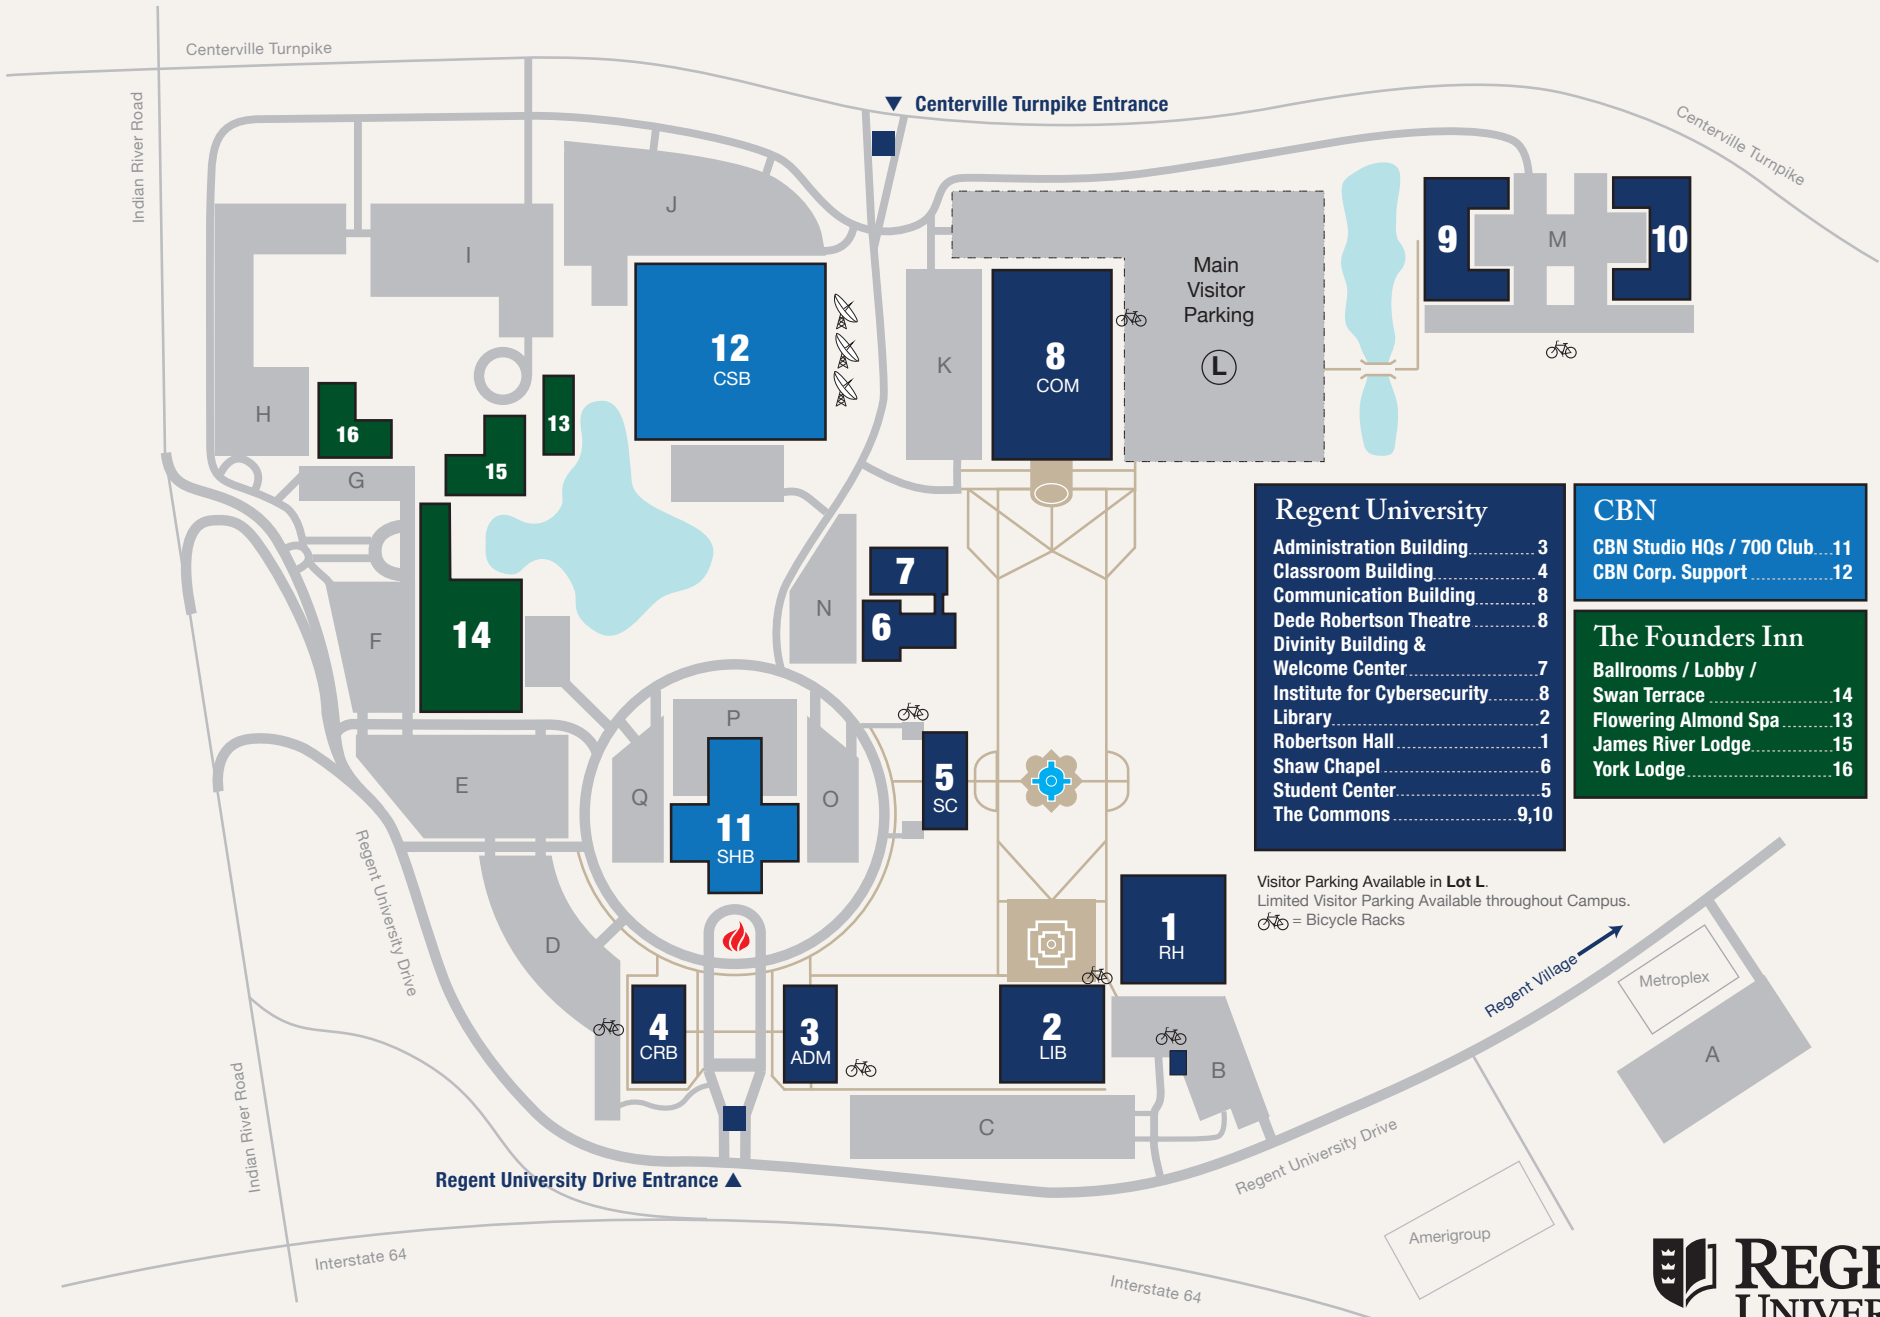 Centerville Turnpike
Indian River Road
Centerville Turnpike Entrance
Centerville Turnpike
J
I
H
G
F
E
D
K
N
P
Q
O
M
9
10
12
CSB
8
COM
Main
Visitor
Parking
L
16
15
13
14
7
6
5
SC
11
SHB
1
RH
4
CRB
3
ADM
2
LIB
B
C
A
Regent University
Administration Building 3
Classroom Building 4
Communication Building 8
Dede Robertson Theatre 8
Divinity Building &
Welcome Center 7
Institute for Cybersecurity 8
Library 2
Robertson Hall 1
Shaw Chapel 6
Student Center 5
The Commons 9,10
CBN
CBN Studio HQs / 700 Club 11
CBN Corp. Support 12
The Founders Inn
Ballrooms / Lobby /
Swan Terrace 14
Flowering Almond Spa 13
James River Lodge 15
York Lodge 16
Visitor Parking Available in Lot L.
Limited Visitor Parking Available throughout Campus.
= Bicycle Racks
Regent Village
Metroplex
Regent University Drive
Regent University Drive
Regent University Drive Entrance
Indian River Road
Interstate 64
Interstate 64
Amerigroup